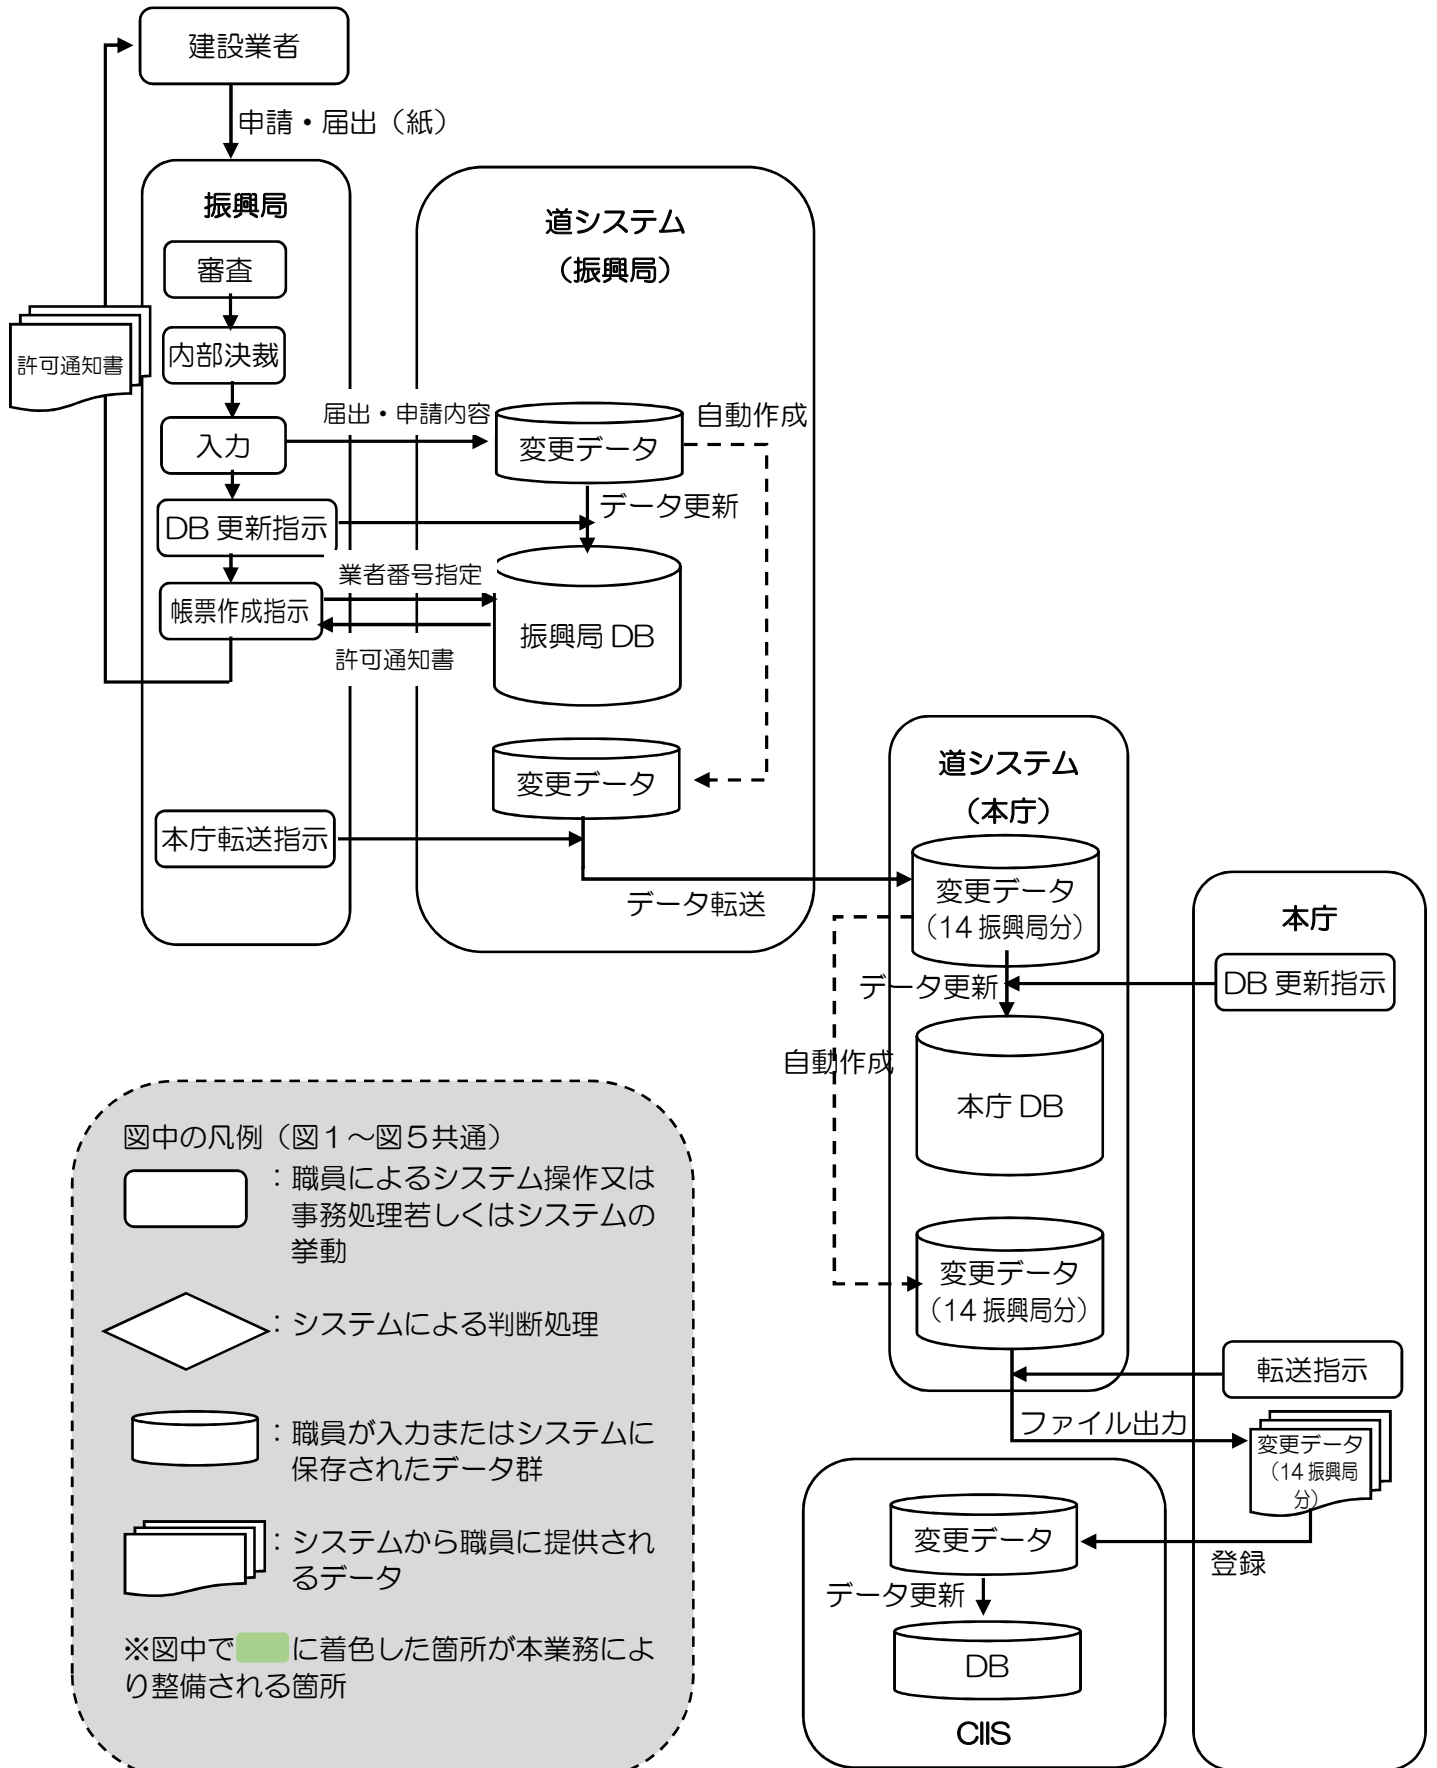 建設業者
申請・届出（紙）
振興局
審査
内部決裁
許可通知書
入力
DB 更新指示
帳票作成指示
本庁転送指示
道システム
（振興局）
届出・申請内容
変更データ
自動作成
データ更新
業者番号指定
振興局 DB
許可通知書
変更データ
データ転送
道システム
（本庁）
変更データ
（14 振興局分）
データ更新
自動作成
本庁 DB
変更データ
（14 振興局分）
本庁
DB 更新指示
転送指示
ファイル出力
変更データ
（14 振興局
分）
登録
変更データ
データ更新
DB
CIIS
図中の凡例（図１～図５共通）
：職員によるシステム操作又は
事務処理若しくはシステムの
挙動
：システムによる判断処理
：職員が入力またはシステムに
保存されたデータ群
：システムから職員に提供され
るデータ
※図中で に着色した箇所が本業務によ
り整備される箇所